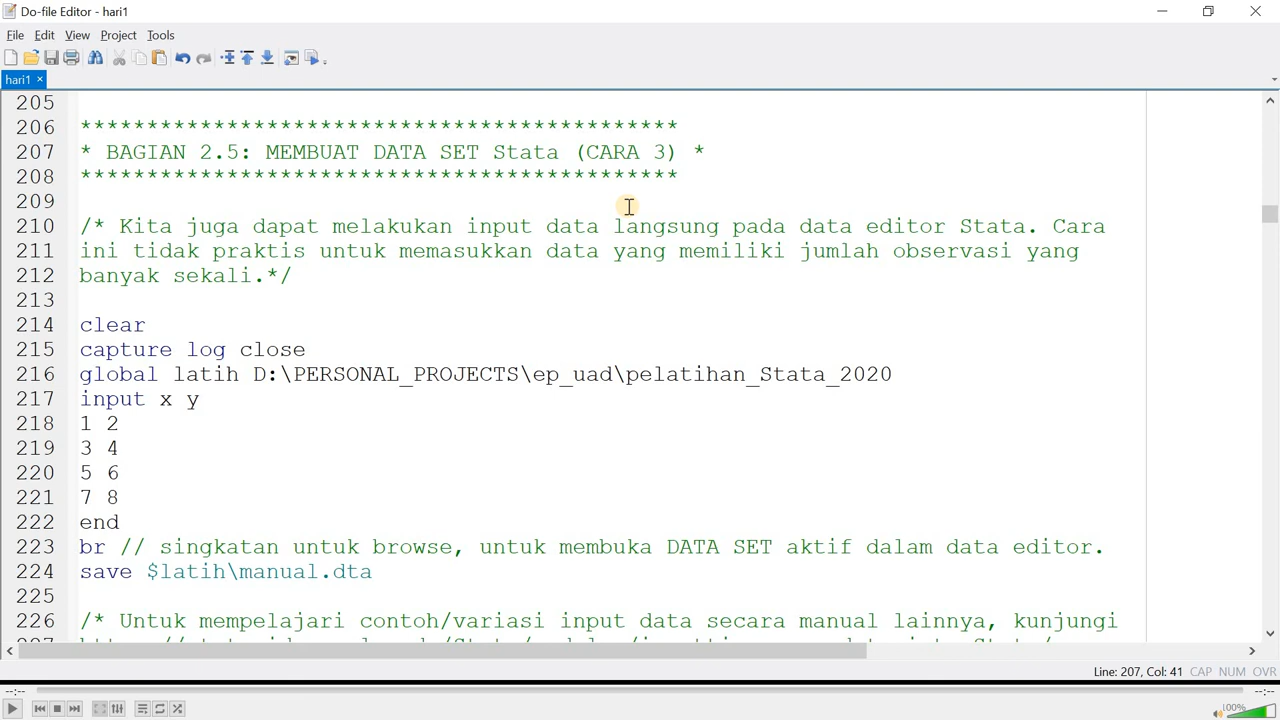 Do-file Editor - hari1
File Edit View Project Tools
hari1 ×
205
206 *********************************************
207 * BAGIAN 2.5: MEMBUAT DATA SET Stata (CARA 3) *
208 *********************************************
209
210 /* Kita juga dapat melakukan input data langsung pada data editor Stata. Cara
211 ini tidak praktis untuk memasukkan data yang memiliki jumlah observasi yang
212 banyak sekali.*/
213
214 clear
215 capture log close
216 global latih D:\PERSONAL_PROJECTS\ep_uad\pelatihan_Stata_2020
217 input x y
218 1 2
219 3 4
220 5 6
221 7 8
222 end
223 br // singkatan untuk browse, untuk membuka DATA SET aktif dalam data editor.
224 save $latih\manual.dta
225
226 /* Untuk mempelajari contoh/variasi input data secara manual lainnya, kunjungi
Line: 207, Col: 41 CAP NUM OVR
--:-- --:--
100%